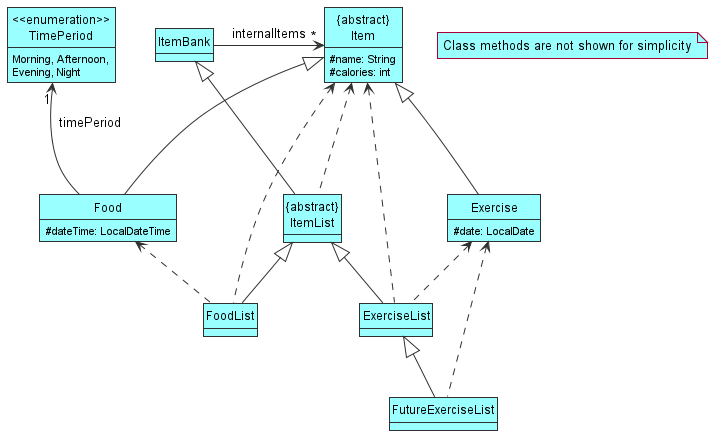 <<enumeration>>
TimePeriod
Morning, Afternoon,
Evening, Night
ItemBank
internalItems *
{abstract}
Item
#name: String
#calories: int
Class methods are not shown for simplicity
1
timePeriod
Food
#dateTime: LocalDateTime
{abstract}
ItemList
Exercise
#date: LocalDate
FoodList
ExerciseList
FutureExerciseList